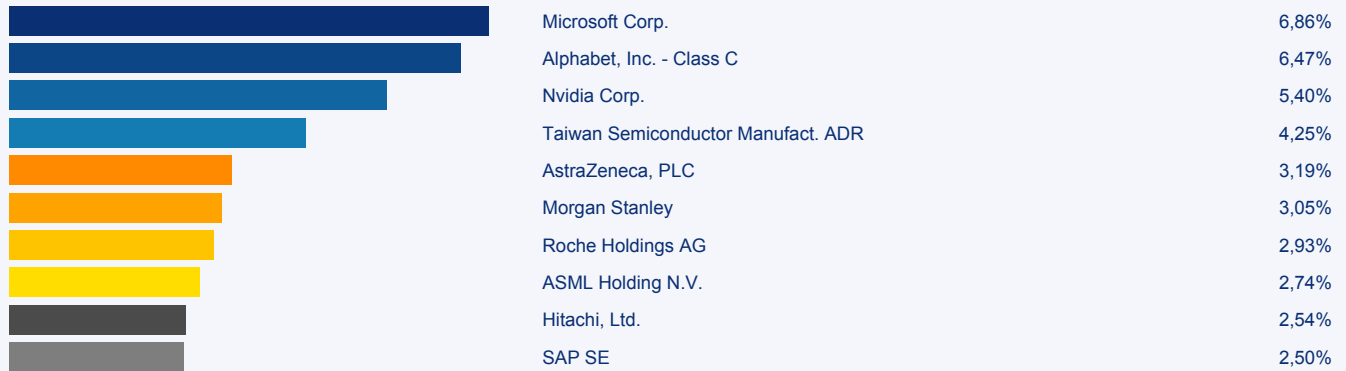 Microsoft Corp. 6,86%
Alphabet, Inc. - Class C 6,47%
Nvidia Corp. 5,40%
Taiwan Semiconductor Manufact. ADR 4,25%
AstraZeneca, PLC 3,19%
Morgan Stanley 3,05%
Roche Holdings AG 2,93%
ASML Holding N.V. 2,74%
Hitachi, Ltd. 2,54%
SAP SE 2,50%